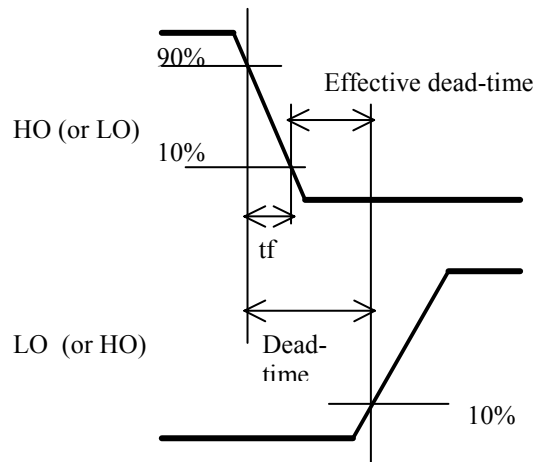 90%
Effective dead-time
HO (or LO)
10%
tf
LO (or HO)
Dead-
time
10%